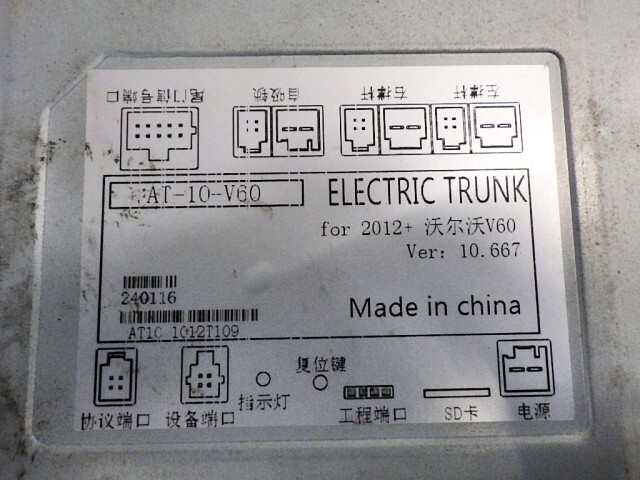 尾门信号端口
自吸锁
右撑杆
左撑杆
AT-10-V60
ELECTRIC TRUNK
for 2012+ 沃尔沃V60
Ver: 10.667
240116
Made in china
AT10 1012T109
复位键
指示灯
协议端口
设备端口
工程端口
SD卡
电源